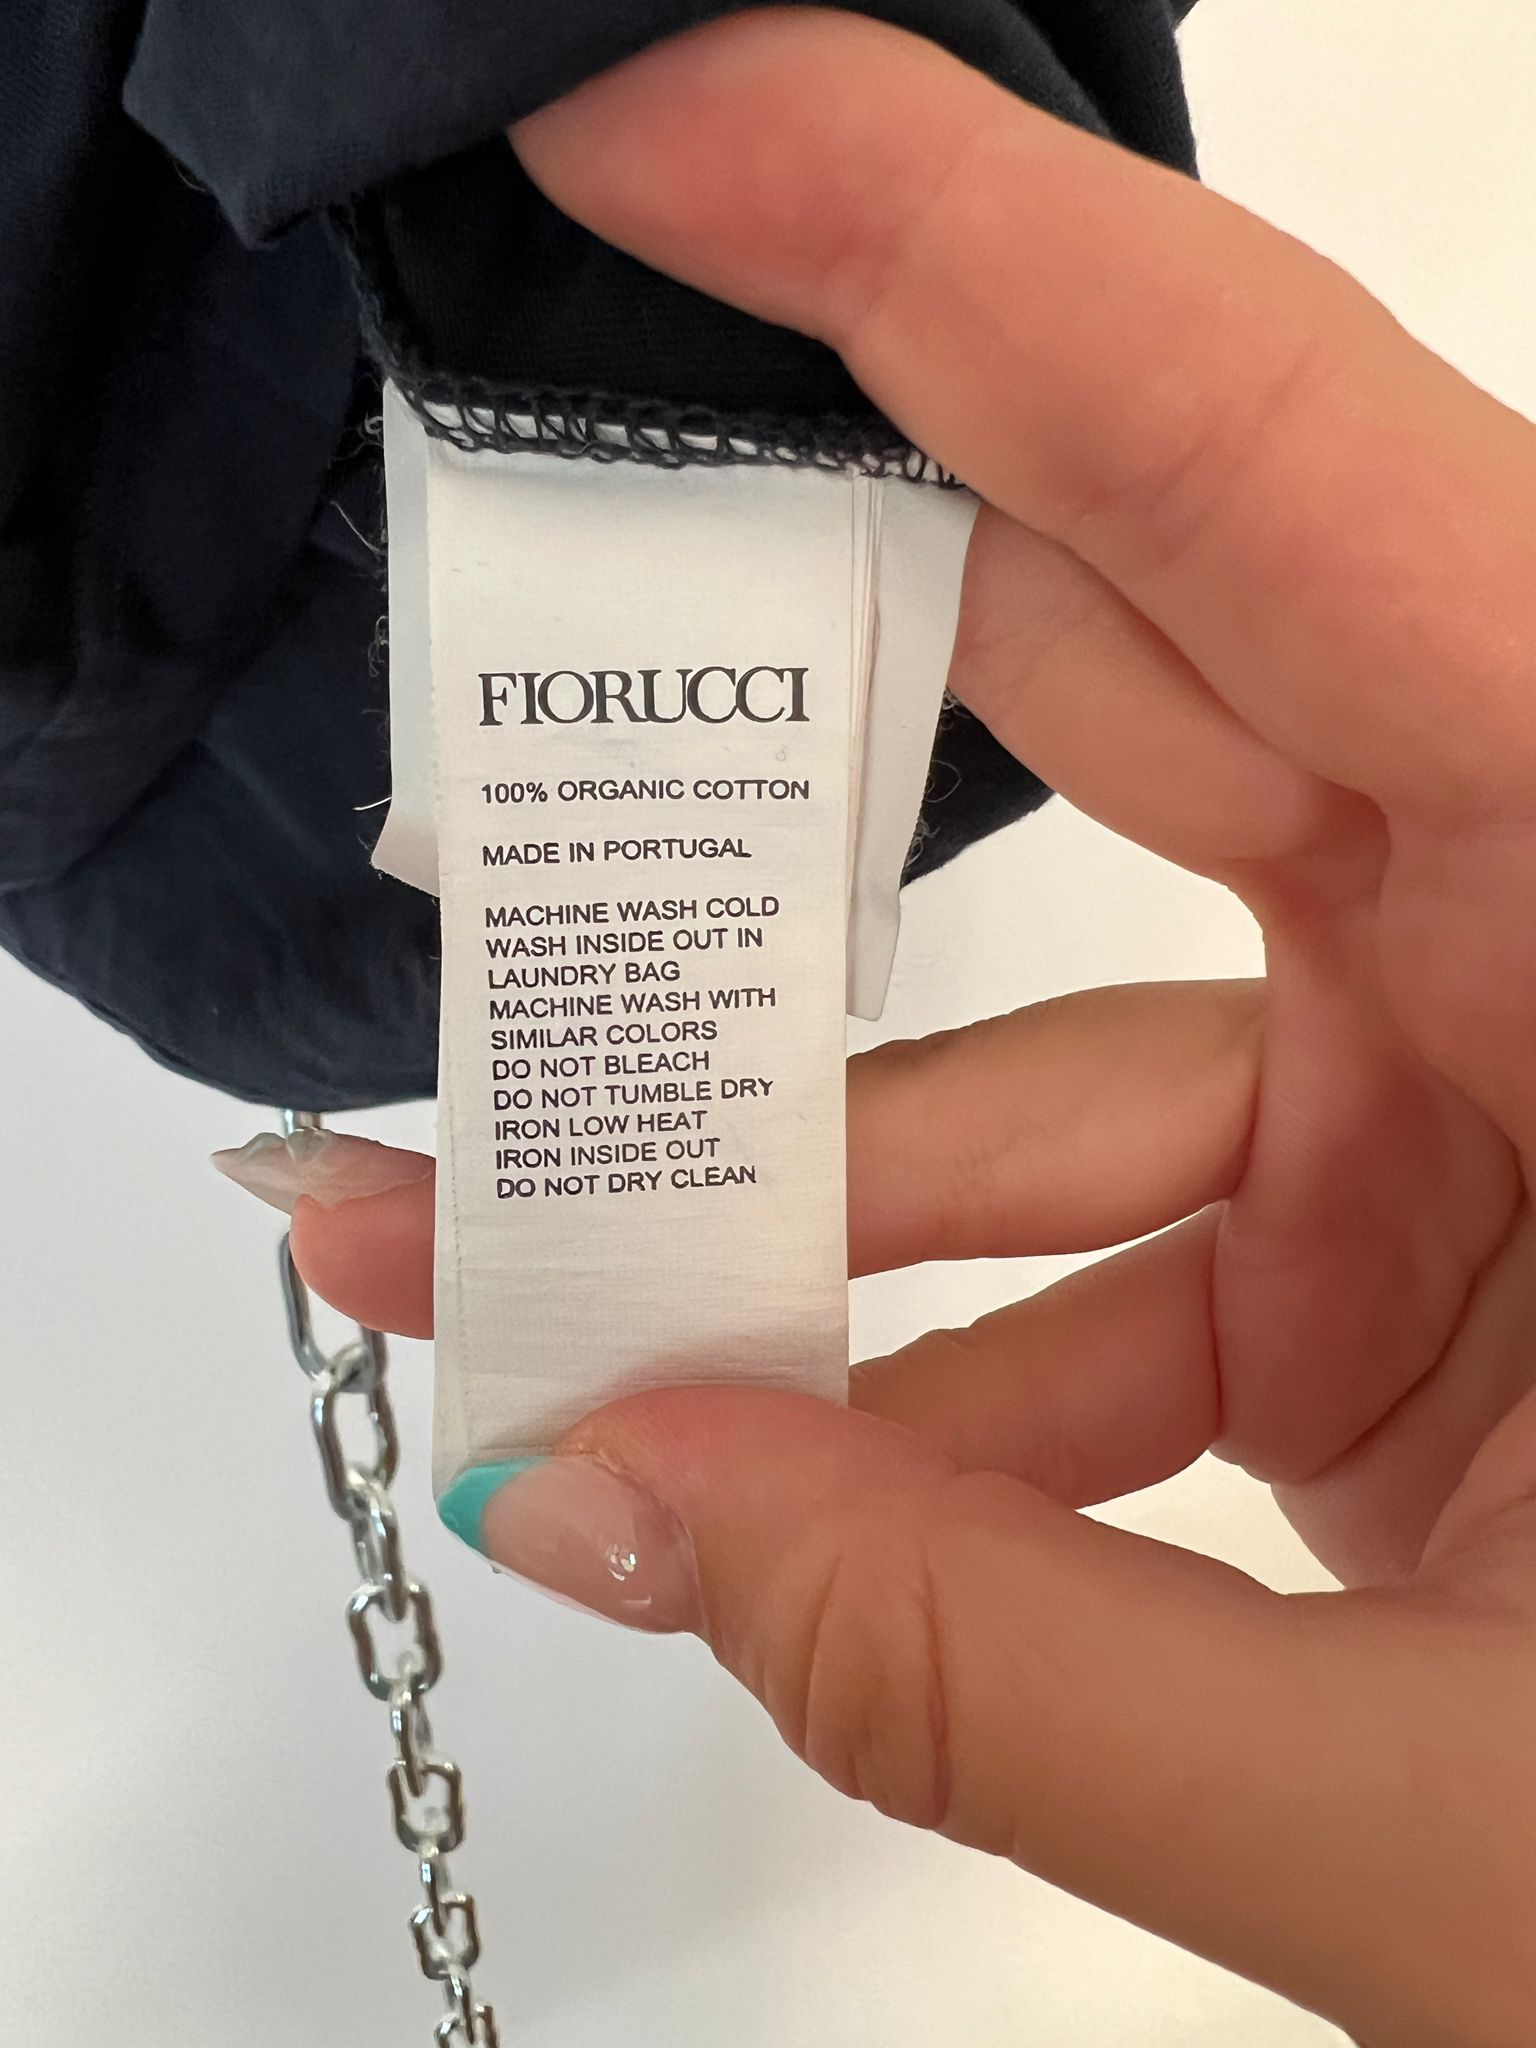 FIORUCCI
100% ORGANIC COTTON
MADE IN PORTUGAL
MACHINE WASH COLD
WASH INSIDE OUT IN
LAUNDRY BAG
MACHINE WASH WITH
SIMILAR COLORS
DO NOT BLEACH
DO NOT TUMBLE DRY
IRON LOW HEAT
IRON INSIDE OUT
DO NOT DRY CLEAN